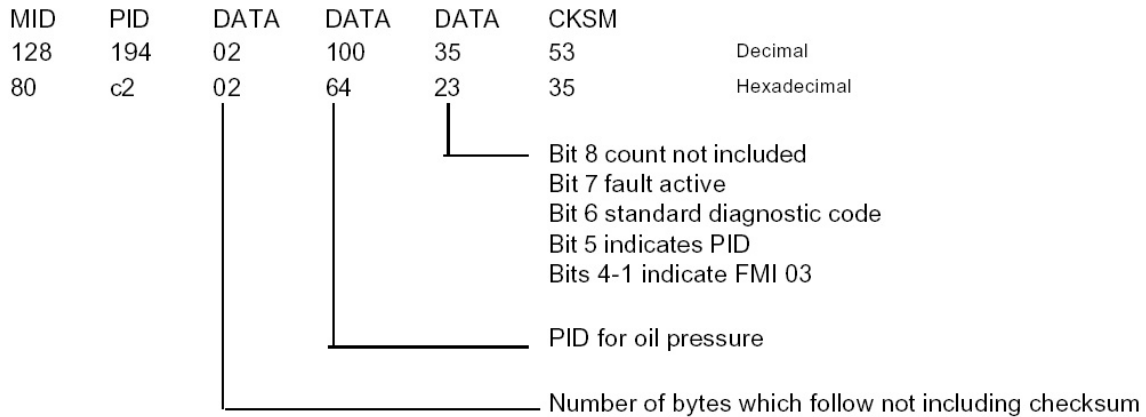 MID PID DATA DATA DATA CKSM
128 194 02 100 35 53 Decimal
80 c2 02 64 23 35 Hexadecimal
Bit 8 count not included
Bit 7 fault active
Bit 6 standard diagnostic code
Bit 5 indicates PID
Bits 4-1 indicate FMI 03
PID for oil pressure
Number of bytes which follow not including checksum